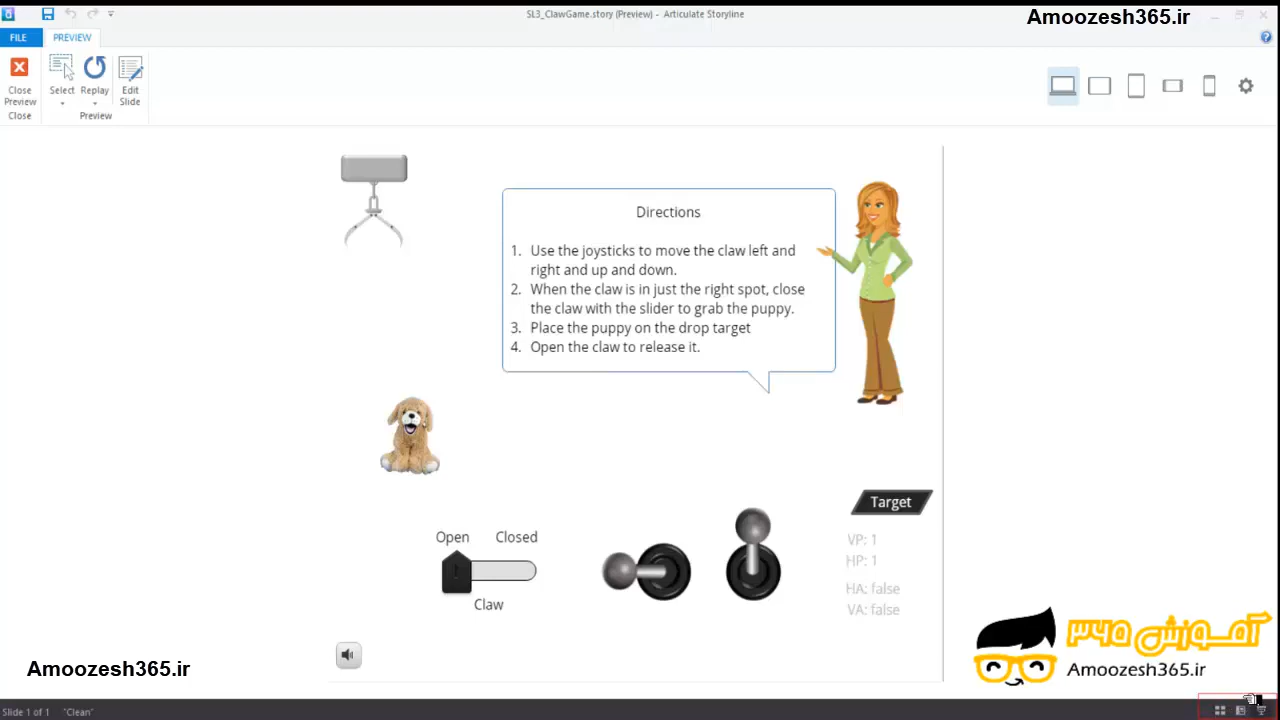 SL3_ClawGame.story (Preview) - Articulate Storyline
Amoozesh365.ir
FILE
PREVIEW
Close
Preview
Select
Replay
Edit
Slide
Close
Preview
Directions
1. Use the joysticks to move the claw left and
right and up and down.
2. When the claw is in just the right spot, close
the claw with the slider to grab the puppy.
3. Place the puppy on the drop target
4. Open the claw to release it.
Target
Open
Closed
Claw
VP: 1
HP: 1
HA: false
VA: false
آموزش ۳۶۵
Amoozesh365.ir
Amoozesh365.ir
Slide 1 of 1
"Clean"